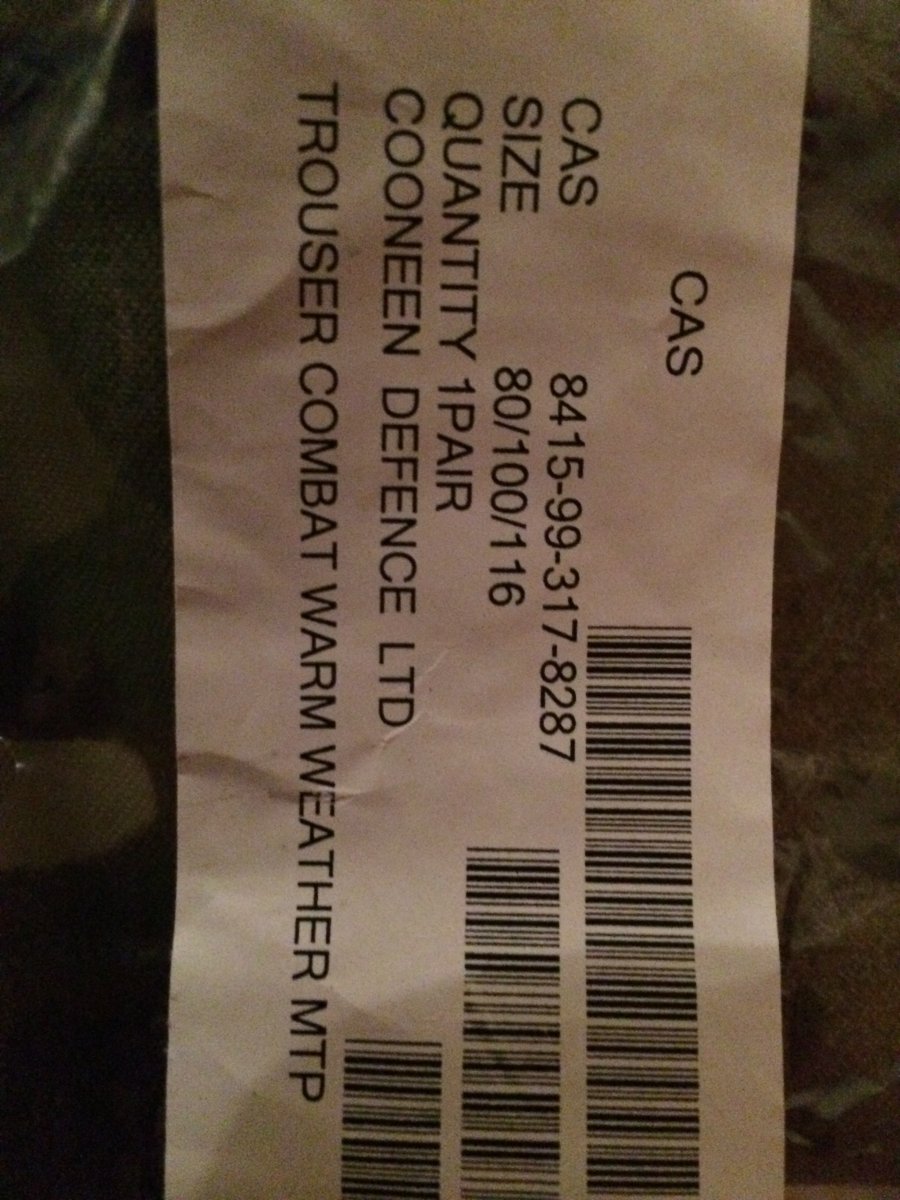 CAS
CAS 8415-99-317-8287
SIZE 80/100/116
QUANTITY 1PAIR
COONEEN DEFENCE LTD
TROUSER COMBAT WARM WEATHER MTP